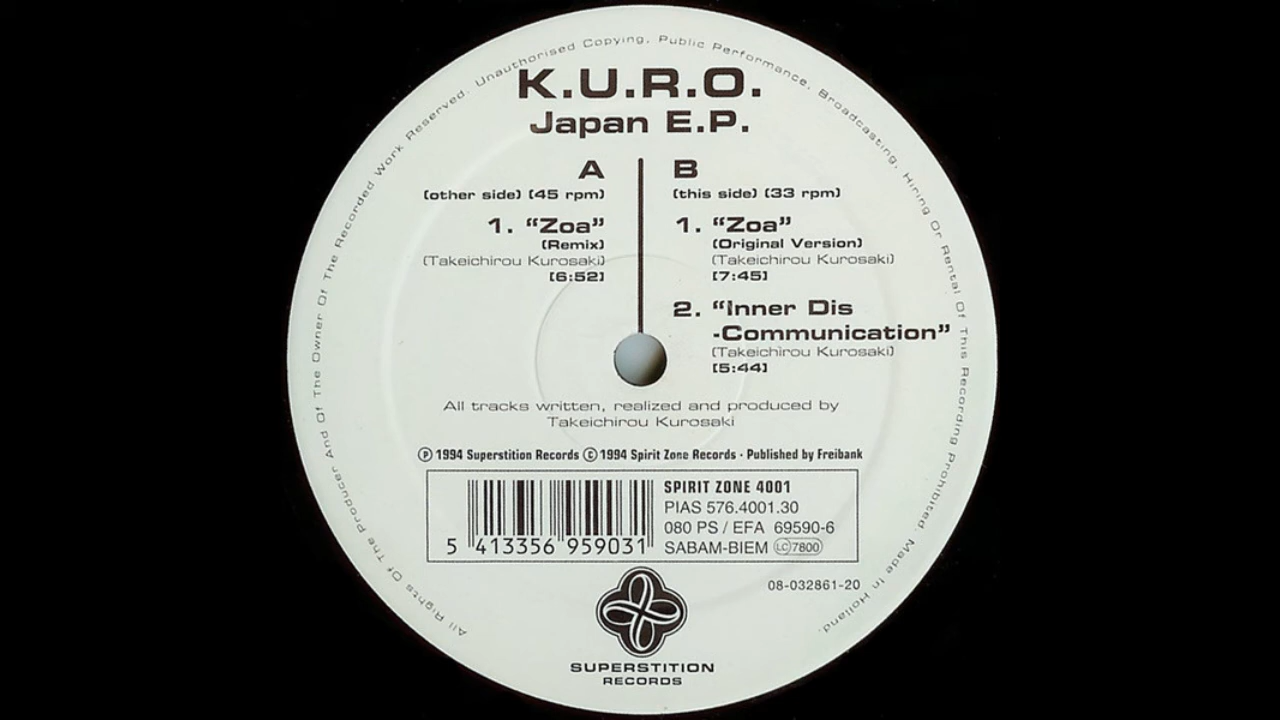 All Rights Of The Producer And Of The Owner Of The Recorded Work Reserved. Unauthorised Copying, Public Performance, Broadcasting, Hiring Or Rental Of This Recording Prohibited. Made In Holland.
K.U.R.O.
Japan E.P.
A
(other side) (45 rpm)
1. “Zoa”
(Remix)
(Takeichirou Kurosaki)
[6:52]
B
(this side) (33 rpm)
1. “Zoa”
(Original Version)
(Takeichirou Kurosaki)
[7:45]
2. “Inner Dis
-Communication”
(Takeichirou Kurosaki)
[5:44]
All tracks written, realized and produced by
Takeichirou Kurosaki
Ⓟ 1994 Superstition Records © 1994 Spirit Zone Records · Published by Freibank
5 413356 959031
SPIRIT ZONE 4001
PIAS 576.4001.30
080 PS / EFA 69590-6
SABAM-BIEM LC 7800
08-032861-20
SUPERSTITION
RECORDS